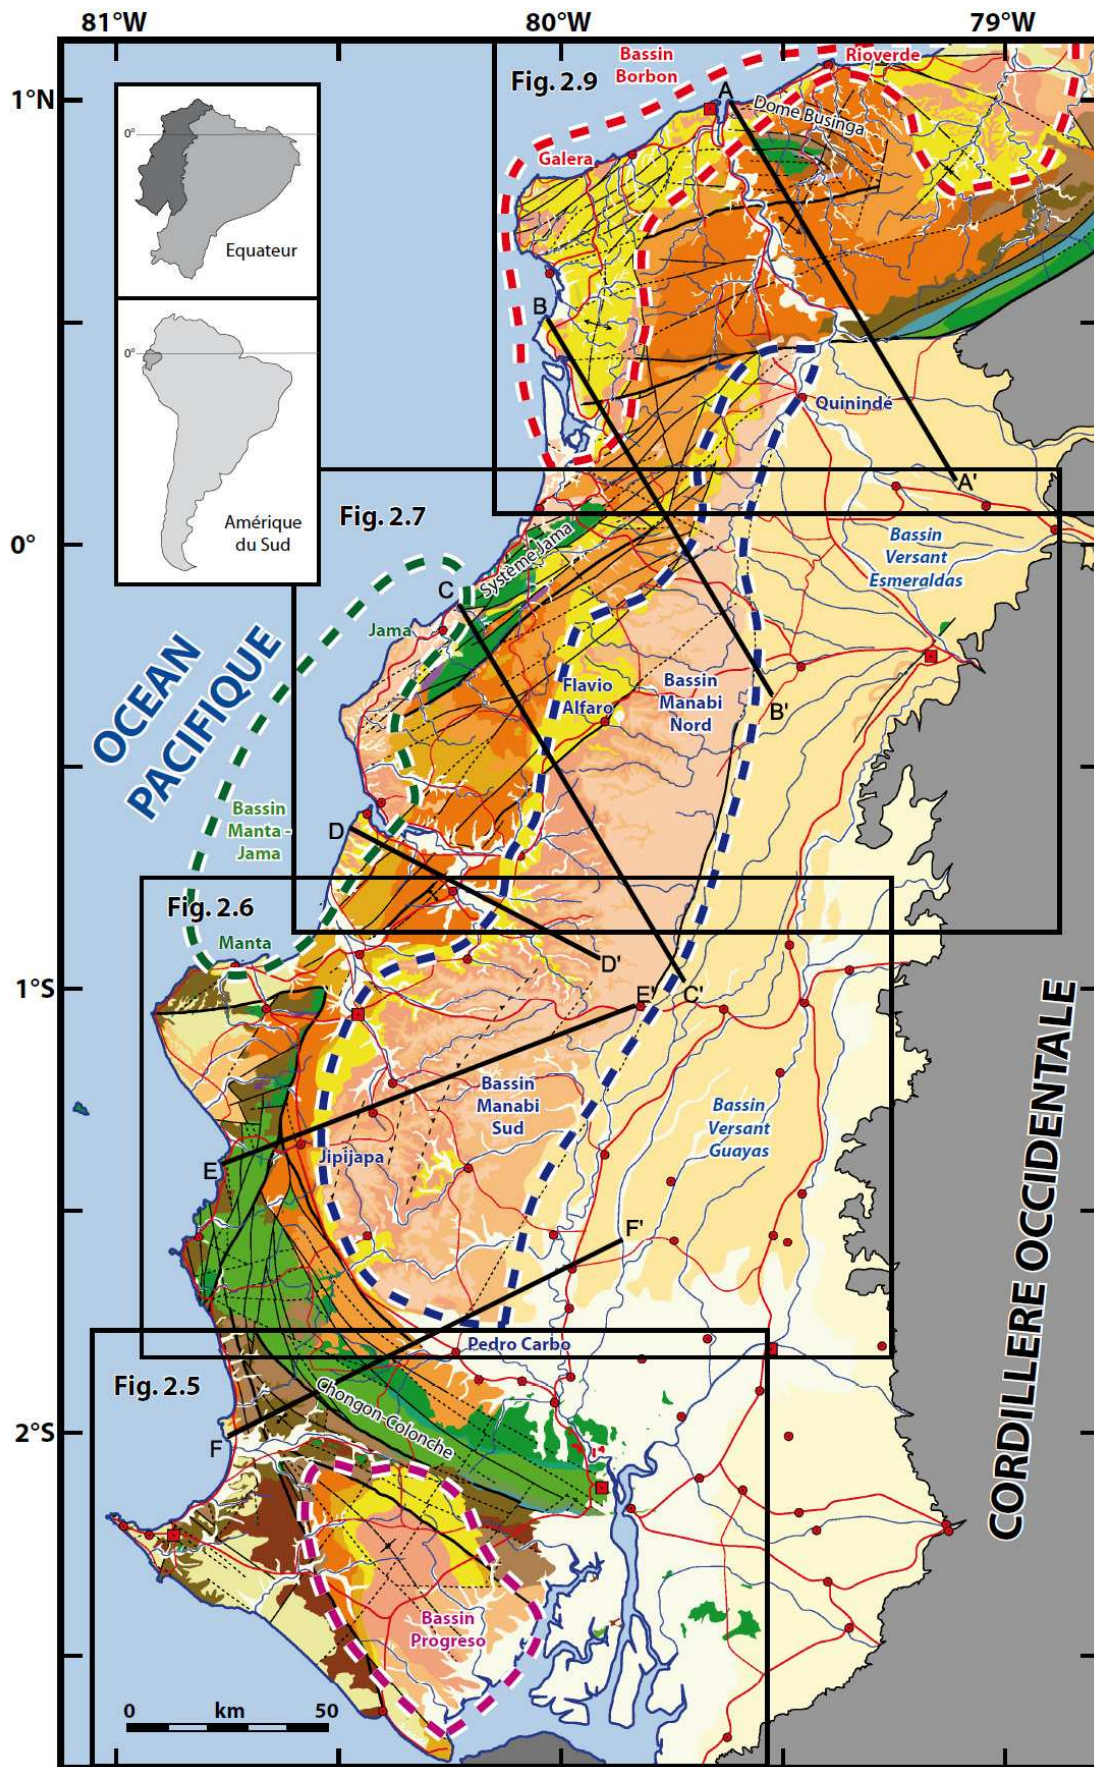 81°W
80°W
79°W
1°N
0°
1°S
2°S
0°
Equateur
0°
Amérique
du Sud
Fig. 2.9
Bassin
Borbon
Rioverde
A
Dome Businga
Galera
B
Quinindé
A'
Fig. 2.7
Système Jama
Bassin
Versant
Esmeraldas
C
Jama
OCEAN
PACIFIQUE
Flavio
Alfaro
Bassin
Manabi
Nord
B'
Bassin
Manta -
Jama
D
Fig. 2.6
Manta
D'
C'
E'
CORDILLERE OCCIDENTALE
Bassin
Manabi
Sud
Bassin
Versant
Guayas
Jipijapa
E
F'
Pedro Carbo
Fig. 2.5
Chongon-Colonche
F
Bassin
Progreso
0
km
50